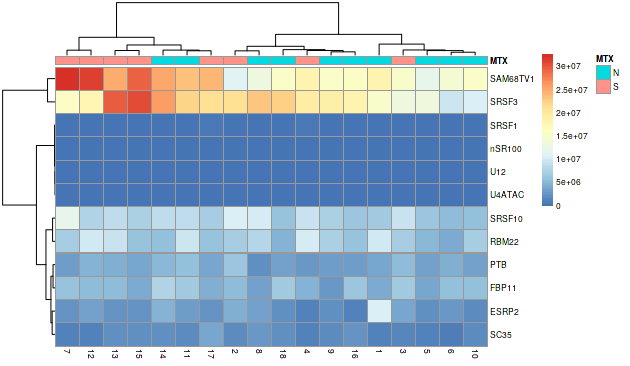 MTX
SAM68TV1
SRSF3
SRSF1
nSR100
U12
U4ATAC
SRSF10
RBM22
PTB
FBP11
ESRP2
SC35
7 12 13 15 14 11 17 2 8 18 4 9 16 1 3 5 6 10
3e+07
2.5e+07
2e+07
1.5e+07
1e+07
5e+06
0
MTX
N
S